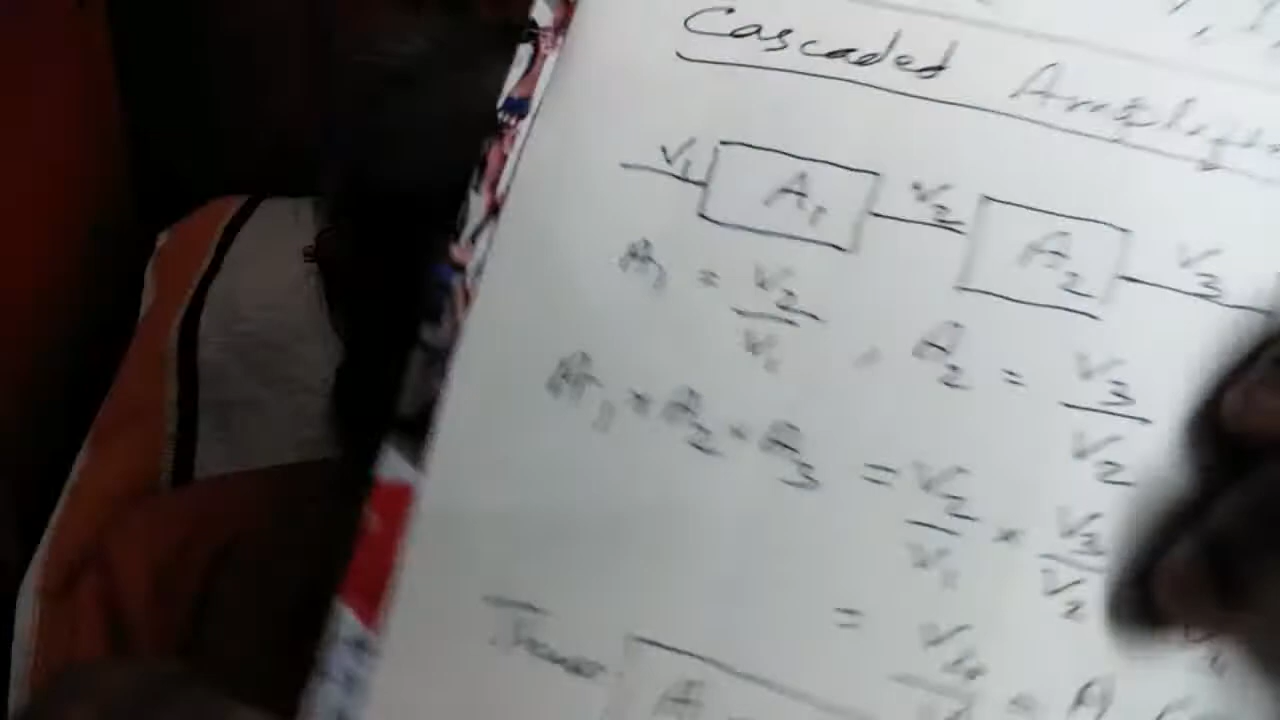 Cascaded Amplifier
V1 A1 V2 A2 V3
A1 = V2/V1 , A2 = V3/V2
A1 × A2 × A3 = V2/V1 × V3/V2
= V4/V1 = A